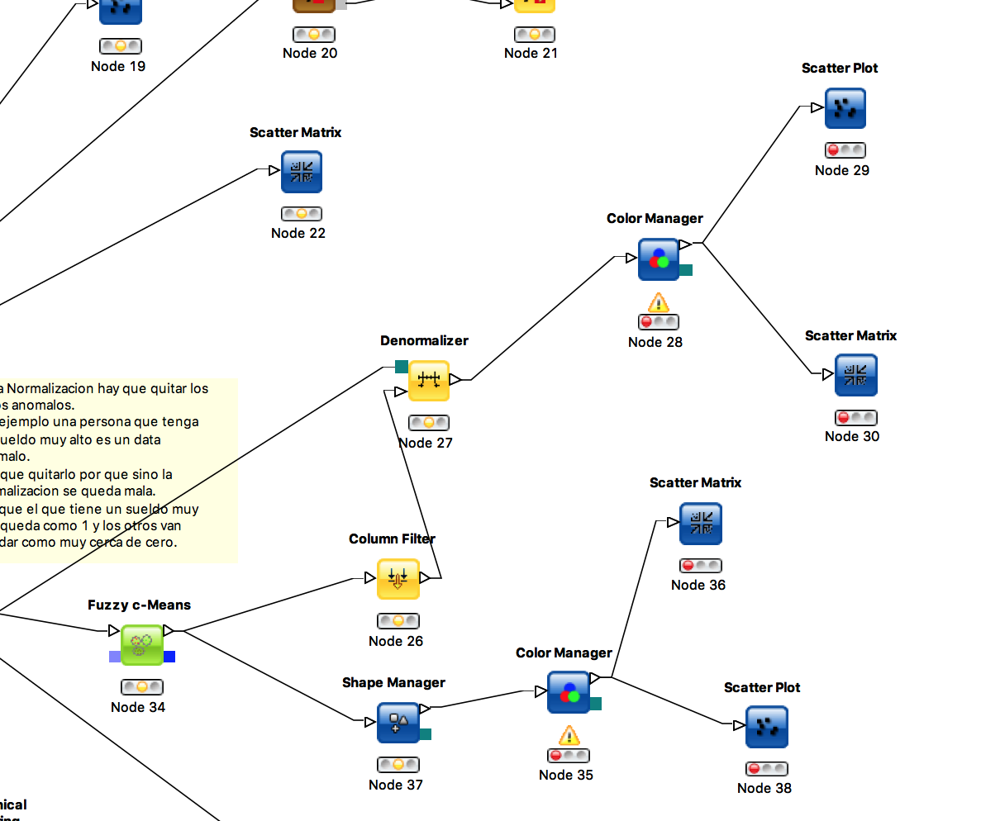 Node 19
Node 20
Node 21
Scatter Plot
Node 29
Scatter Matrix
Node 22
Color Manager
Node 28
Scatter Matrix
Node 30
Denormalizer
Node 27
a Normalizacion hay que quitar los
s anomalos.
ejemplo una persona que tenga
ueldo muy alto es un data
malo.
que quitarlo por que sino la
malizacion se queda mala.
que el que tiene un sueldo muy
queda como 1 y los otros van
dar como muy cerca de cero.
Scatter Matrix
Node 36
Column Filter
Node 26
Fuzzy c-Means
Node 34
Color Manager
Node 35
Shape Manager
Node 37
Scatter Plot
Node 38
nical